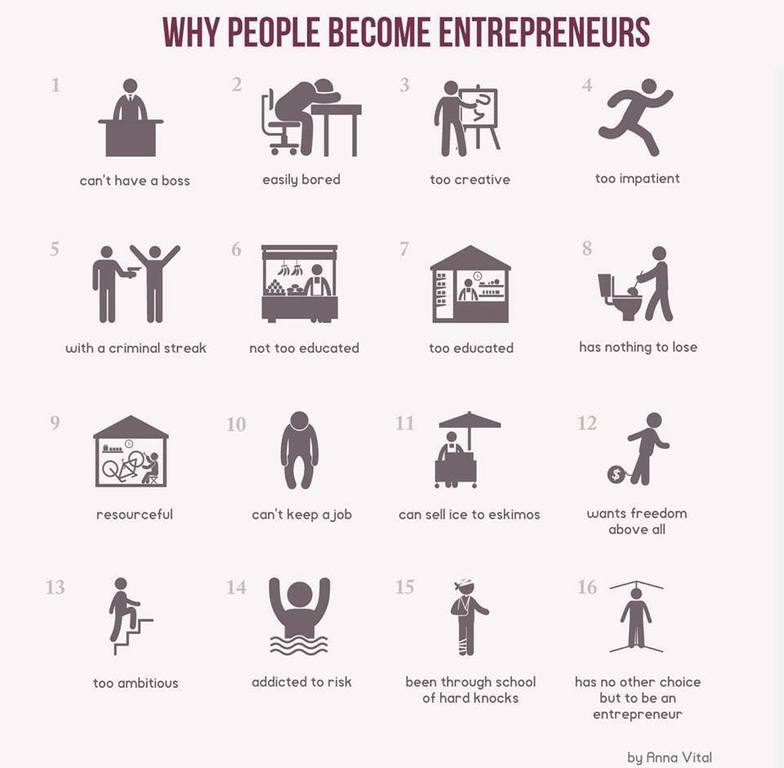 WHY PEOPLE BECOME ENTREPRENEURS
1
can't have a boss
2
easily bored
3
too creative
4
too impatient
5
with a criminal streak
6
not too educated
7
too educated
8
has nothing to lose
9
resourceful
10
can't keep a job
11
can sell ice to eskimos
12
wants freedom
above all
$
13
too ambitious
14
addicted to risk
15
been through school
of hard knocks
16
has no other choice
but to be an
entrepreneur
by Anna Vital